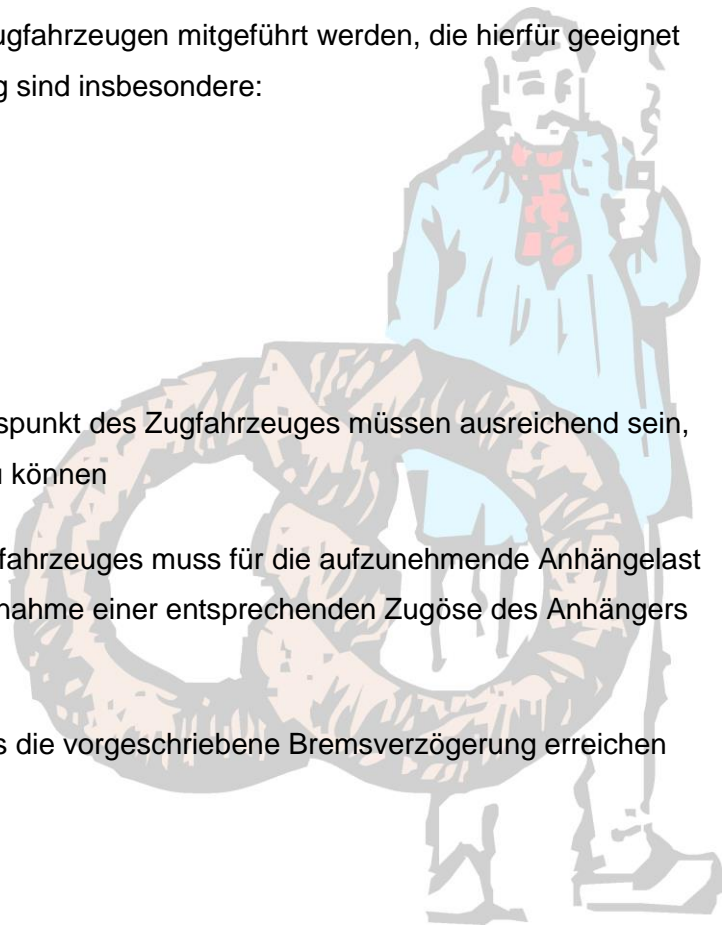 ugfahrzeugen mitgeführt werden, die hierfür geeignet
g sind insbesondere:
spunkt des Zugfahrzeuges müssen ausreichend sein,
u können
fahrzeuges muss für die aufzunehmende Anhängelast
nahme einer entsprechenden Zugöse des Anhängers
s die vorgeschriebene Bremsverzögerung erreichen